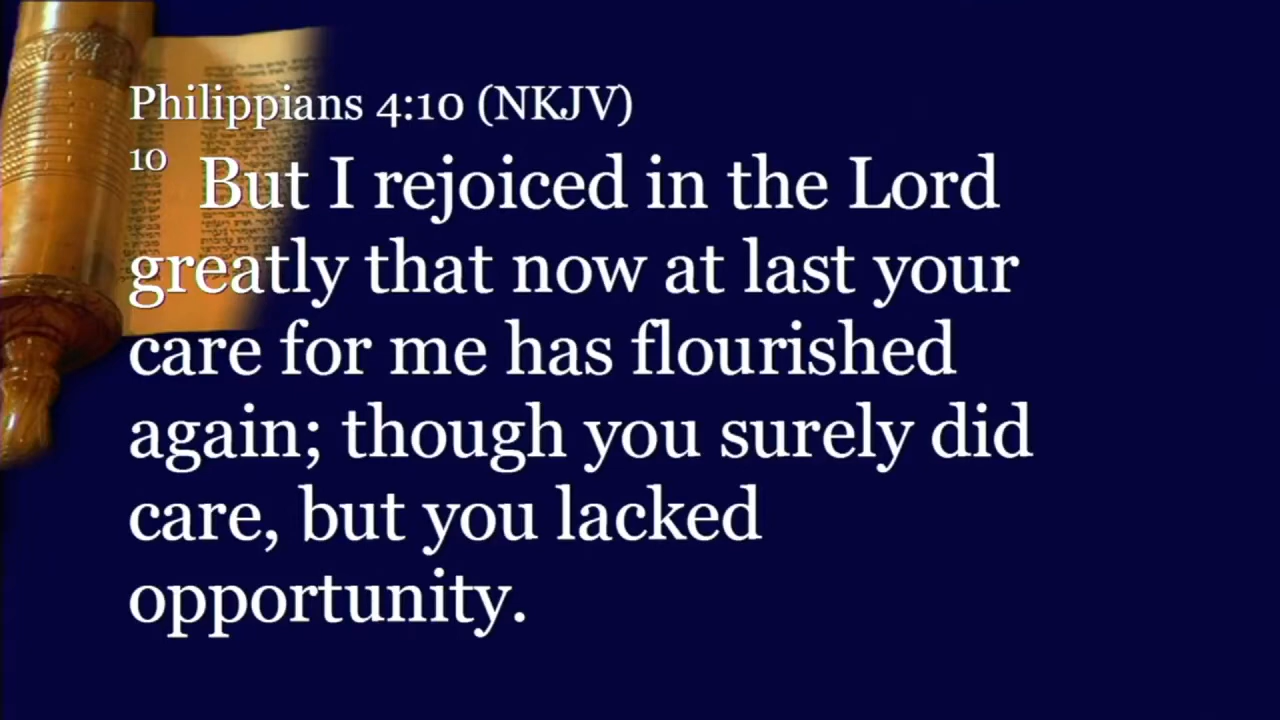 Philippians 4:10 (NKJV)
10 But I rejoiced in the Lord
greatly that now at last your
care for me has flourished
again; though you surely did
care, but you lacked
opportunity.